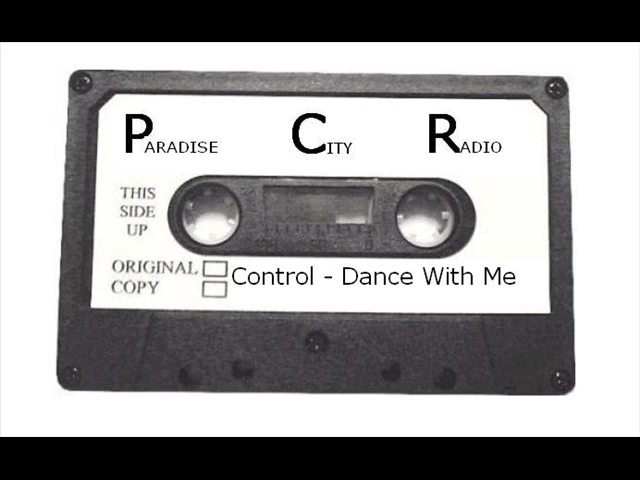 PARADISE CITY RADIO
THIS
SIDE
UP
ORIGINAL
COPY
Control - Dance With Me